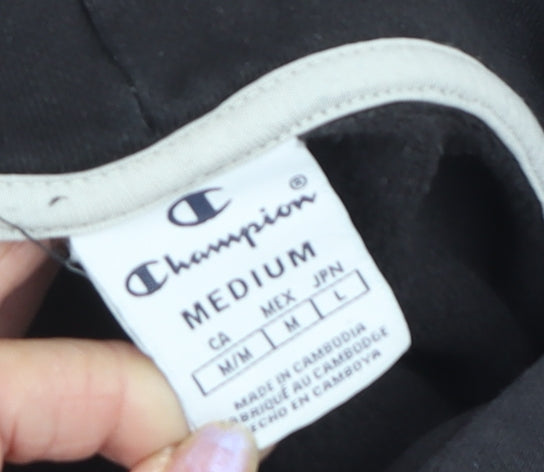 Champion®
MEDIUM
CA MEX JPN
M/M M L
MADE IN CAMBODIA
FABRIQUÉ AU CAMBODGE
HECHO EN CAMBOYA